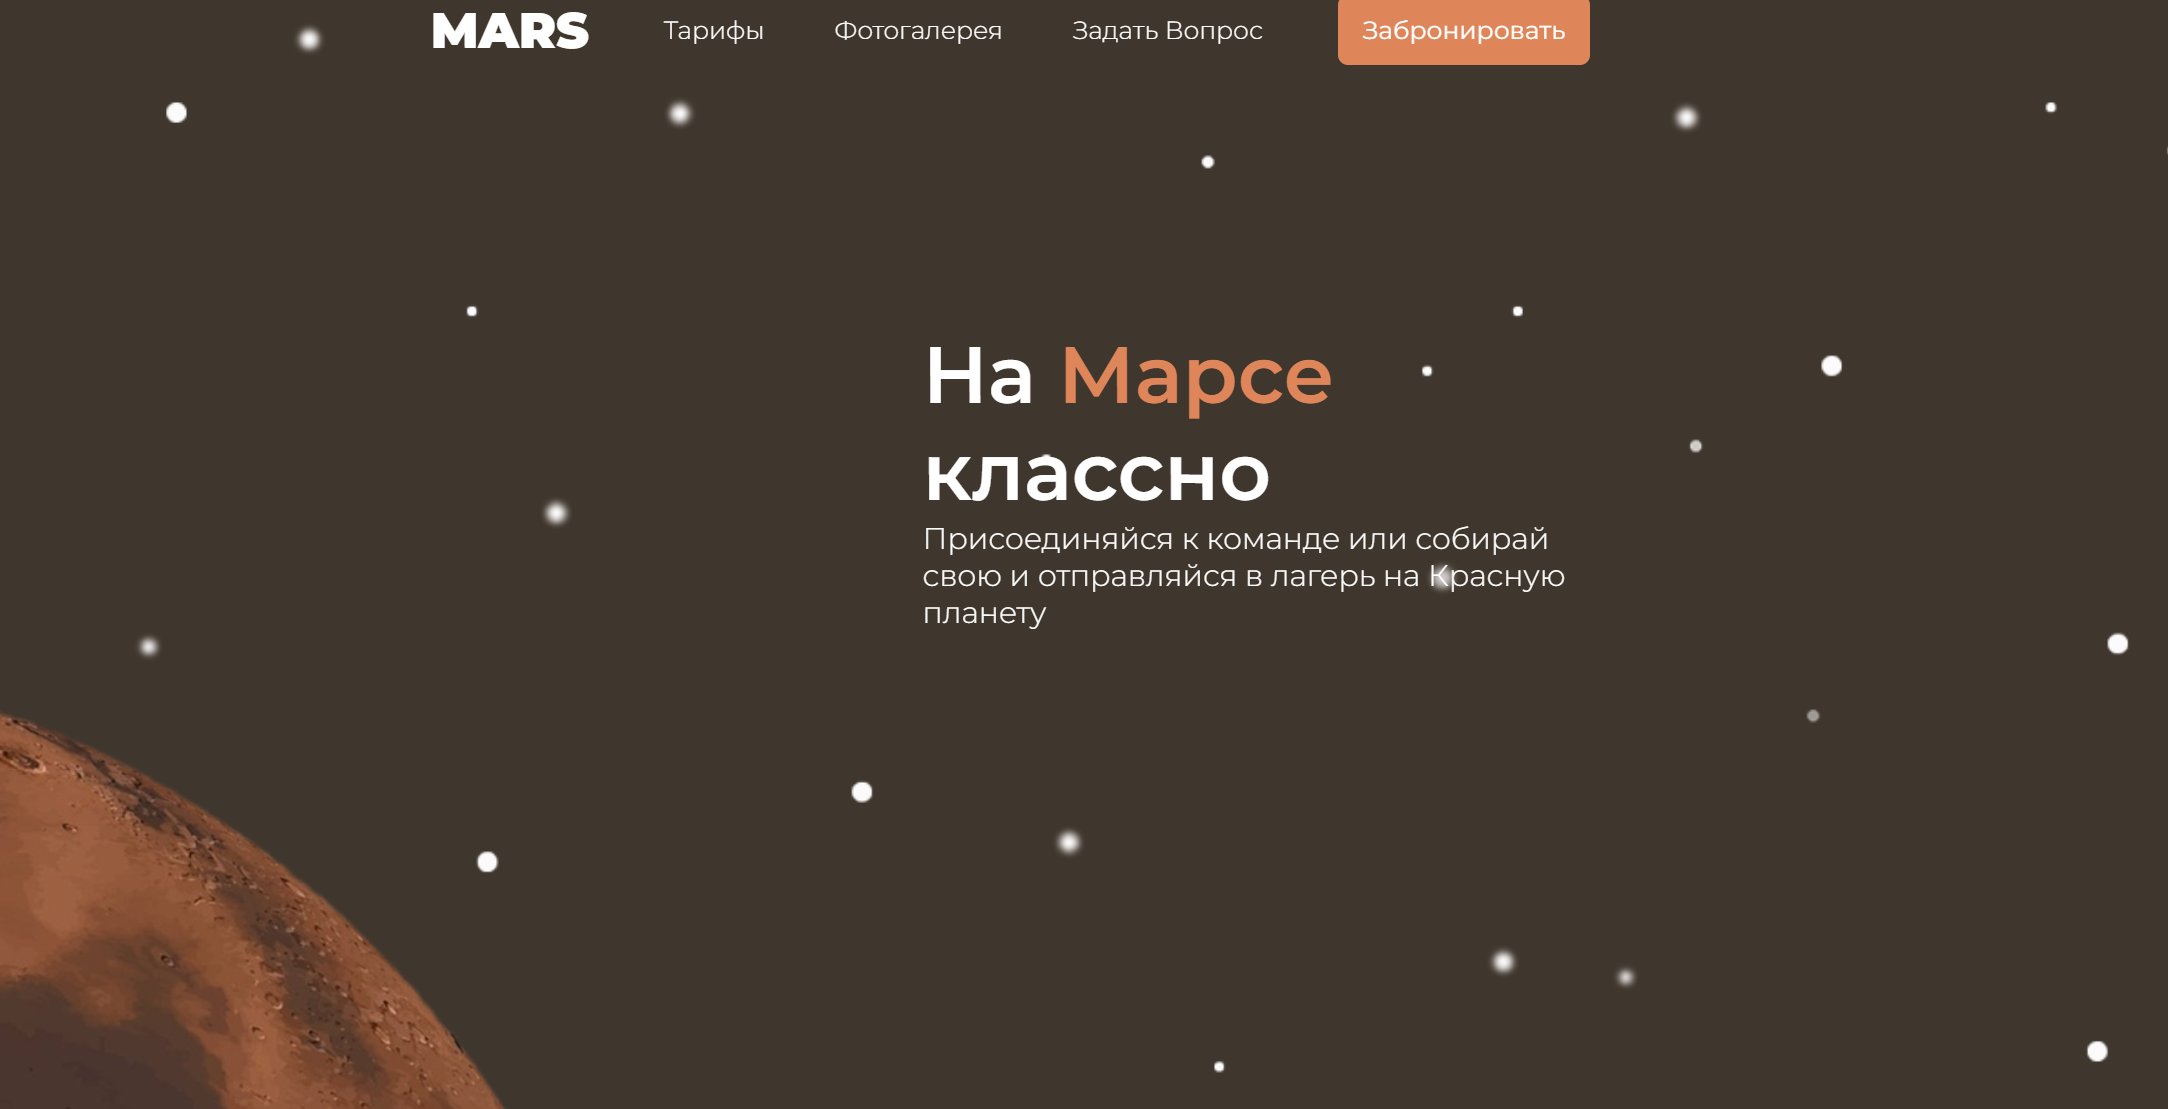 MARS Тарифы Фотогалерея Задать Вопрос Забронировать
На Марсе
классно
Присоединяйся к команде или собирай
свою и отправляйся в лагерь на Красную
планету